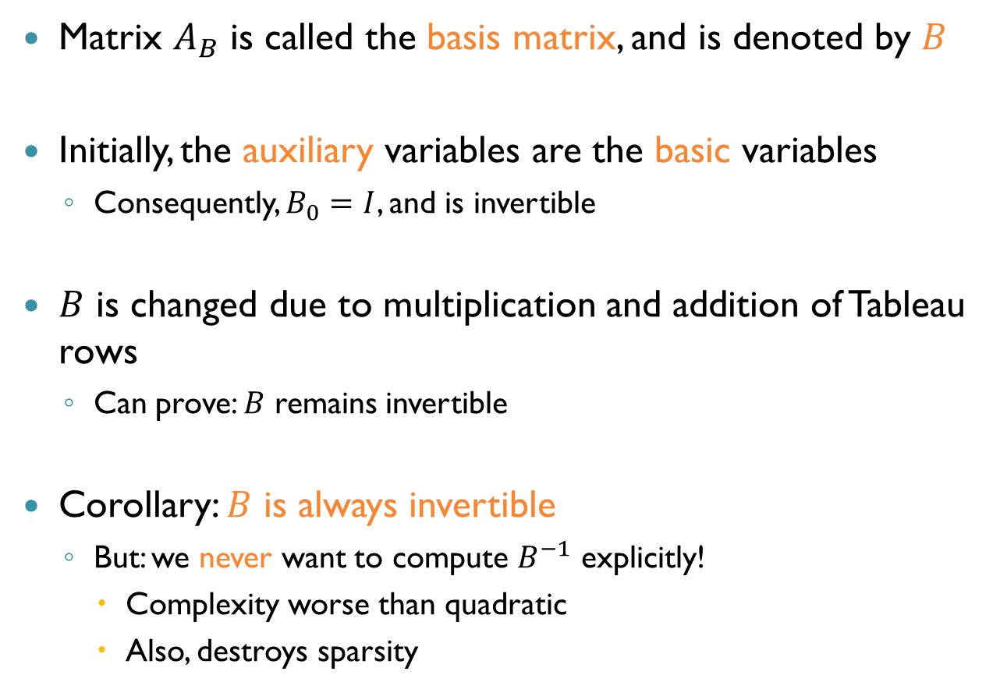 • Matrix 𝐴𝐵 is called the basis matrix, and is denoted by 𝐵
• Initially, the auxiliary variables are the basic variables
◦ Consequently, 𝐵₀ = 𝐼, and is invertible
• 𝐵 is changed due to multiplication and addition of Tableau
rows
◦ Can prove: 𝐵 remains invertible
• Corollary: 𝐵 is always invertible
◦ But: we never want to compute 𝐵⁻¹ explicitly!
• Complexity worse than quadratic
• Also, destroys sparsity